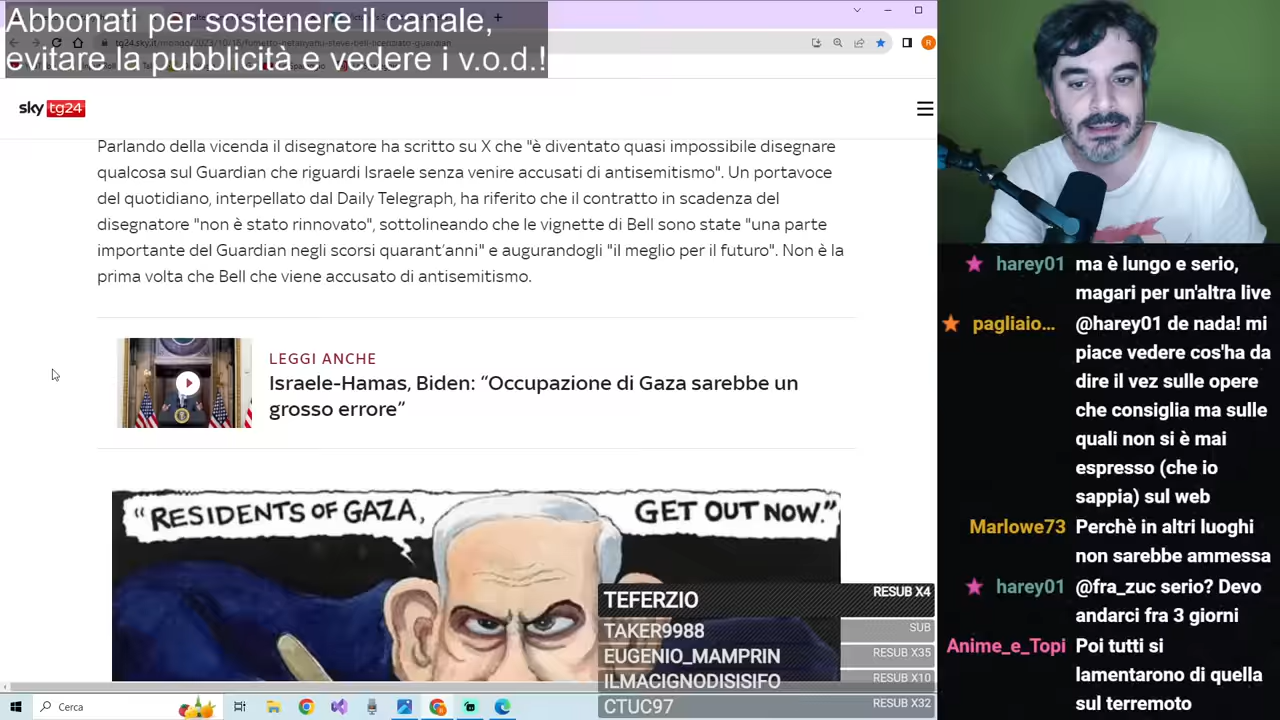 Abbonati per sostenere il canale,
evitare la pubblicità e vedere i v.o.d.!
sky tg24
Parlando della vicenda il disegnatore ha scritto su X che "è diventato quasi impossibile disegnare
qualcosa sul Guardian che riguardi Israele senza venire accusati di antisemitismo". Un portavoce
del quotidiano, interpellato dal Daily Telegraph, ha riferito che il contratto in scadenza del
disegnatore "non è stato rinnovato", sottolineando che le vignette di Bell sono state "una parte
importante del Guardian negli scorsi quarant’anni" e augurandogli "il meglio per il futuro". Non è la
prima volta che Bell che viene accusato di antisemitismo.
LEGGI ANCHE
Israele-Hamas, Biden: “Occupazione di Gaza sarebbe un
grosso errore”
“RESIDENTS OF GAZA, GET OUT NOW.”
TEFERZIO RESUB X4
TAKER9988 SUB
EUGENIO_MAMPRIN RESUB X35
ILMACIGNODISISIFO RESUB X10
CTUC97 RESUB X32
Cerca
harey01 ma è lungo e serio,
magari per un'altra live
pagliaio... @harey01 de nada! mi
piace vedere cos'ha da
dire il vez sulle opere
che consiglia ma sulle
quali non si è mai
espresso (che io
sappia) sul web
Marlowe73 Perchè in altri luoghi
non sarebbe ammessa
harey01 @fra_zuc serio? Devo
andarci fra 3 giorni
Anime_e_Topi Poi tutti si
lamentarono di quella
sul terremoto